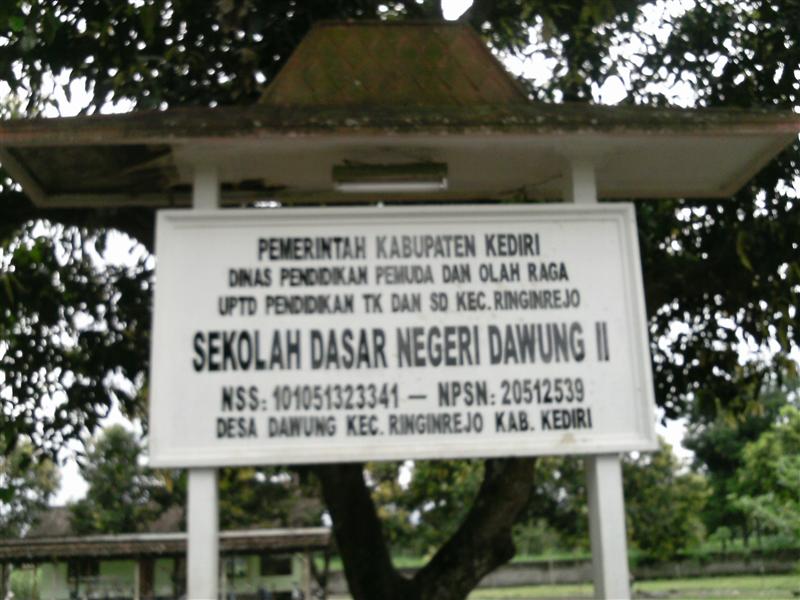 PEMERINTAH KABUPATEN KEDIRI
DINAS PENDIDIKAN PEMUDA DAN OLAH RAGA
UPTD PENDIDIKAN TK DAN SD KEC. RINGINREJO
SEKOLAH DASAR NEGERI DAWUNG II
NSS: 101051323341 — NPSN: 20512539
DESA DAWUNG KEC. RINGINREJO KAB. KEDIRI